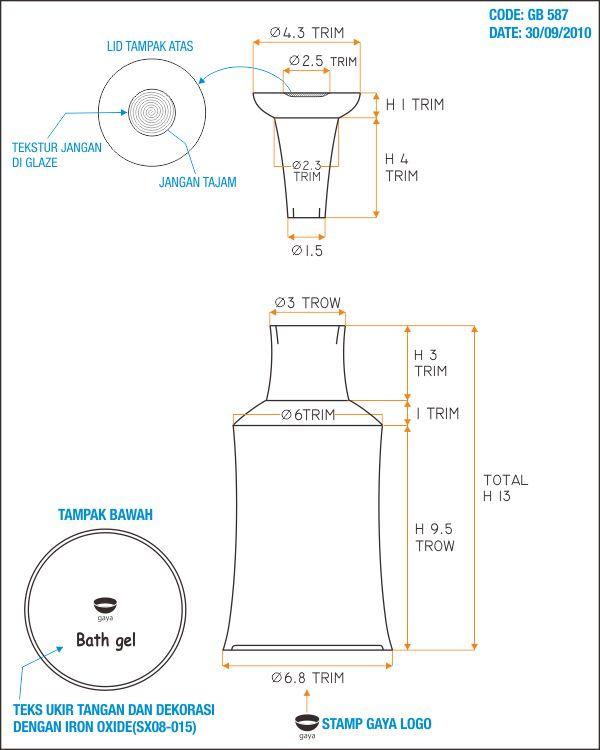 CODE: GB 587
DATE: 30/09/2010
Ø4.3 TRIM
LID TAMPAK ATAS
Ø2.5 TRIM
H 1 TRIM
TEKSTUR JANGAN
DI GLAZE
JANGAN TAJAM
Ø2.3
TRIM
H 4
TRIM
Ø1.5
Ø3 TROW
H 3
TRIM
Ø6TRIM
1 TRIM
TOTAL
H 13
H 9.5
TROW
TAMPAK BAWAH
gaya
Bath gel
Ø6.8 TRIM
TEKS UKIR TANGAN DAN DEKORASI
DENGAN IRON OXIDE(SX08-015)
gaya
STAMP GAYA LOGO